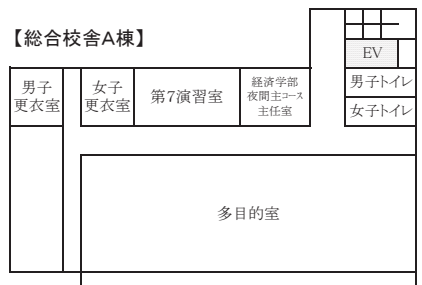 【総合校舎A棟】
EV
男子
更衣室
女子
更衣室
第7演習室
経済学部
夜間主コース
主任室
男子トイレ
女子トイレ
多目的室